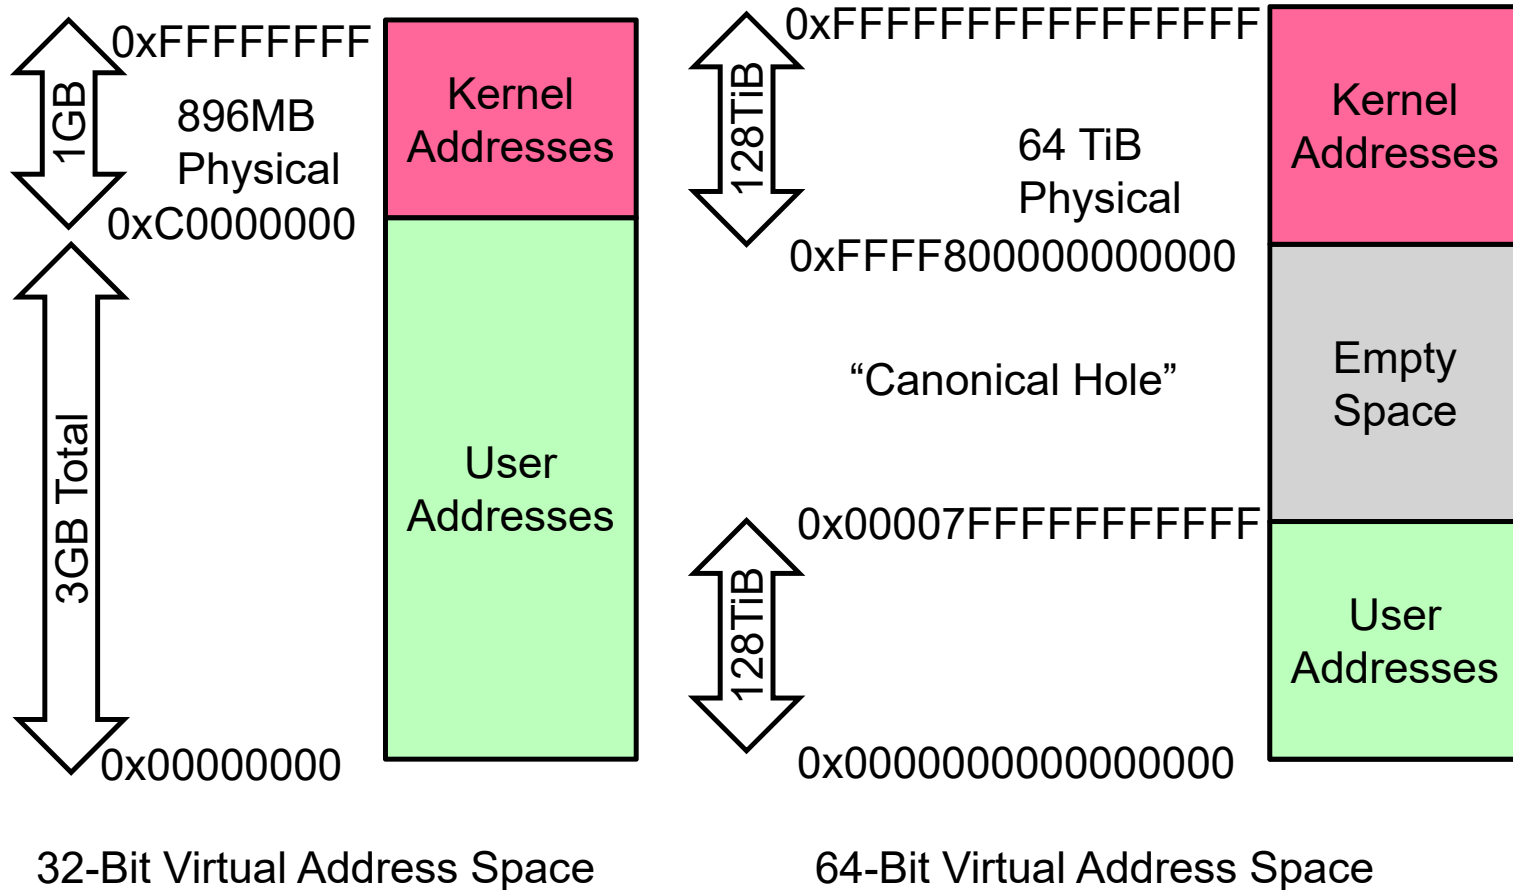 0xFFFFFFFF
1GB
896MB
Physical
0xC0000000
Kernel
Addresses
3GB Total
User
Addresses
0x00000000
32-Bit Virtual Address Space
0xFFFFFFFFFFFFFFFF
128TiB
64 TiB
Physical
0xFFFF800000000000
Kernel
Addresses
“Canonical Hole”
Empty
Space
0x00007FFFFFFFFFFF
128TiB
User
Addresses
0x0000000000000000
64-Bit Virtual Address Space